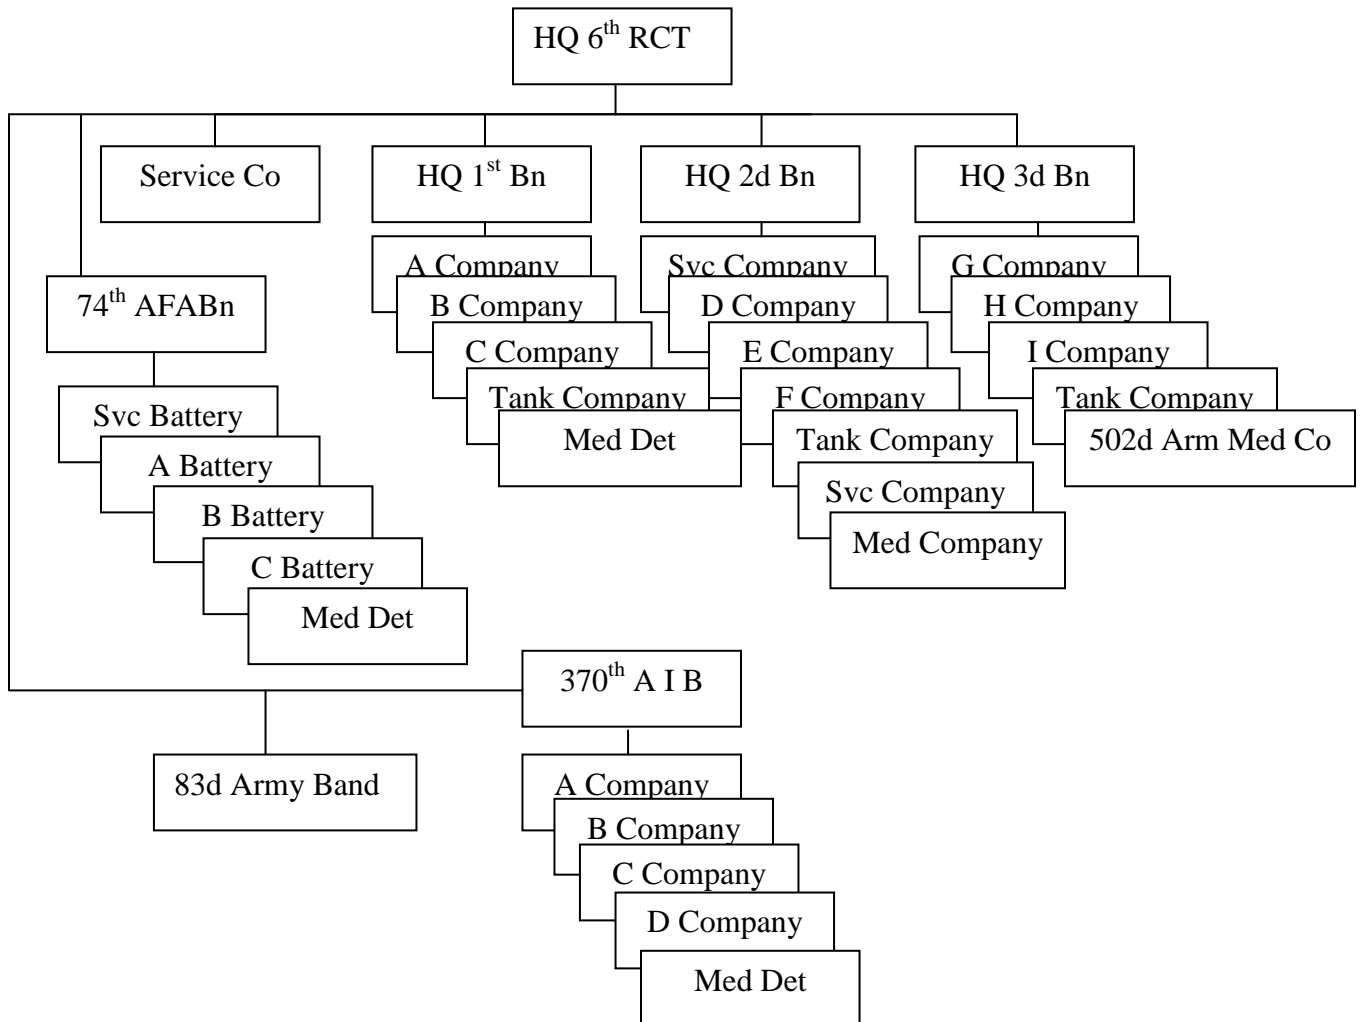 HQ 6th RCT
Service Co
HQ 1st Bn
HQ 2d Bn
HQ 3d Bn
A Company
B Company
C Company
Tank Company
Med Det
Svc Company
D Company
E Company
F Company
Tank Company
Svc Company
Med Company
G Company
H Company
I Company
Tank Company
502d Arm Med Co
74th AFABn
Svc Battery
A Battery
B Battery
C Battery
Med Det
370th A I B
83d Army Band
A Company
B Company
C Company
D Company
Med Det